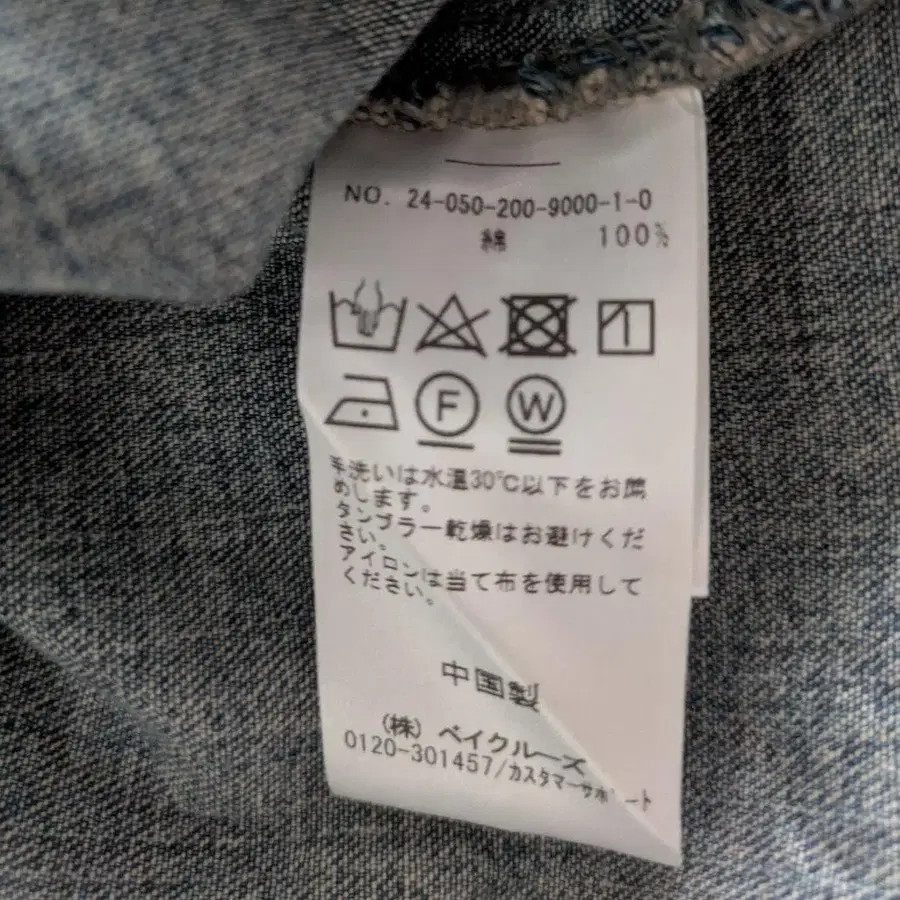 NO. 24-050-200-9000-1-0
綿 100%
F W
手洗いは水温30℃以下をお薦
めします。
タンブラー乾燥はお避けくだ
さい。
アイロンは当て布を使用して
ください。
中国製
(株) ベイクルーズ
0120-301457/カスタマーサポート